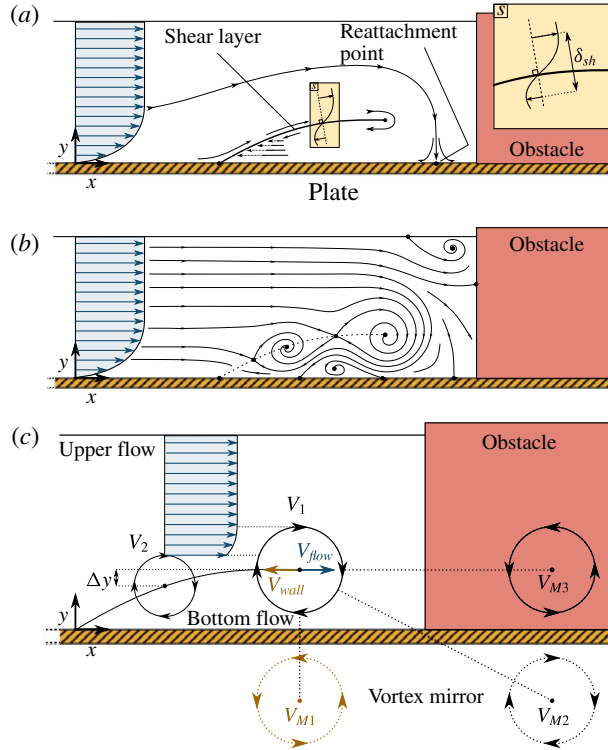 (a)
Shear layer
Reattachment
point
s
s
δsh
y
x
Plate
Obstacle
(b)
Obstacle
y
x
(c)
Upper flow
Obstacle
V1
V2
Vflow
Vwall
Δy
Bottom flow
VM3
y
x
VM1
Vortex mirror
VM2